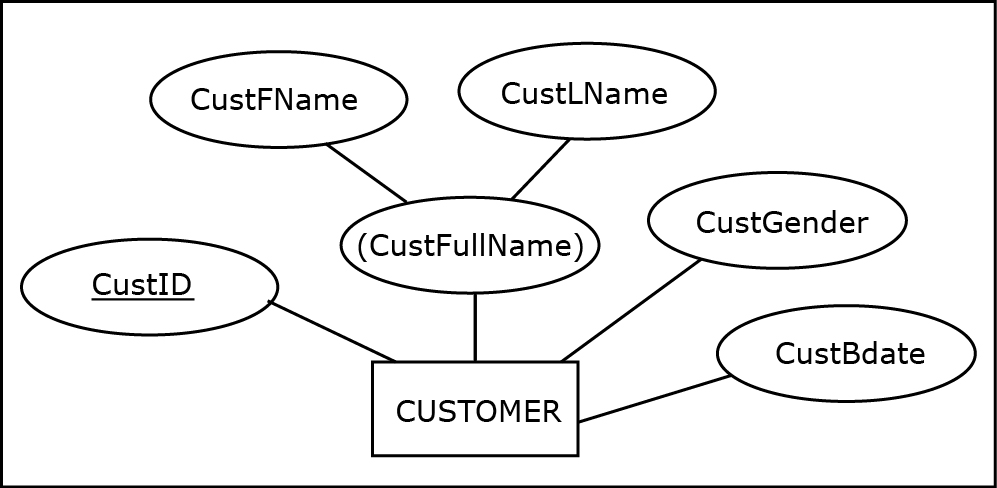 CustFName
CustLName
CustGender
(CustFullName)
CustID
CustBdate
CUSTOMER